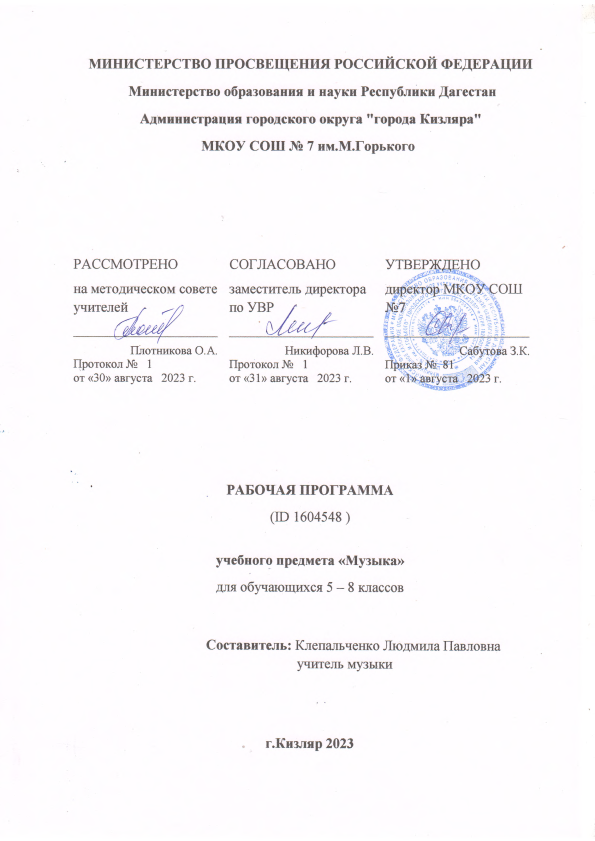 МИНИСТЕРСТВО ПРОСВЕЩЕНИЯ РОССИЙСКОЙ ФЕДЕРАЦИИ
Министерство образования и науки Республики Дагестан
Администрация городского округа "города Кизляра"
МКОУ СОШ № 7 им.М.Горького
РАССМОТРЕНО
на методическом совете
учителей
Плотникова О.А.
Протокол № 1
от «30» августа 2023 г.
СОГЛАСОВАНО
заместитель директора
по УВР
Никифорова Л.В.
Протокол № 1
от «31» августа 2023 г.
УТВЕРЖДЕНО
директор МКОУ СОШ
№7
Сабутова З.К.
Приказ № 81
от «1» августа 2023 г.
РАБОЧАЯ ПРОГРАММА
(ID 1604548 )
учебного предмета «Музыка»
для обучающихся 5 – 8 классов
Составитель: Клепальченко Людмила Павловна
учитель музыки
г.Кизляр 2023